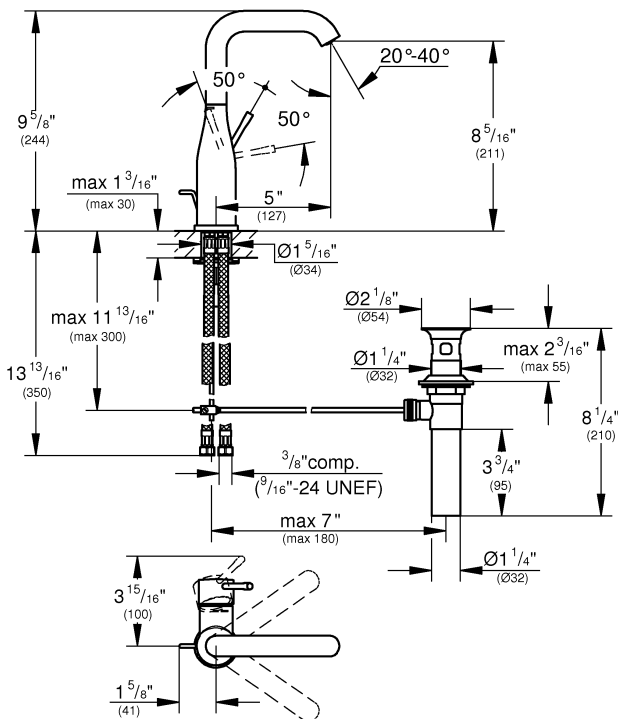 20°-40°
50°
50°
9 5/8"
(244)
8 5/16"
(211)
max 1 3/16"
(max 30)
5"
(127)
Ø1 5/16"
(Ø34)
max 11 13/16"
(max 300)
13 13/16"
(350)
Ø2 1/8"
(Ø54)
Ø1 1/4"
(Ø32)
max 2 3/16"
(max 55)
8 1/4"
(210)
3 3/4"
(95)
3/8"comp.
(9/16"-24 UNEF)
max 7"
(max 180)
Ø1 1/4"
(Ø32)
3 15/16"
(100)
1 5/8"
(41)